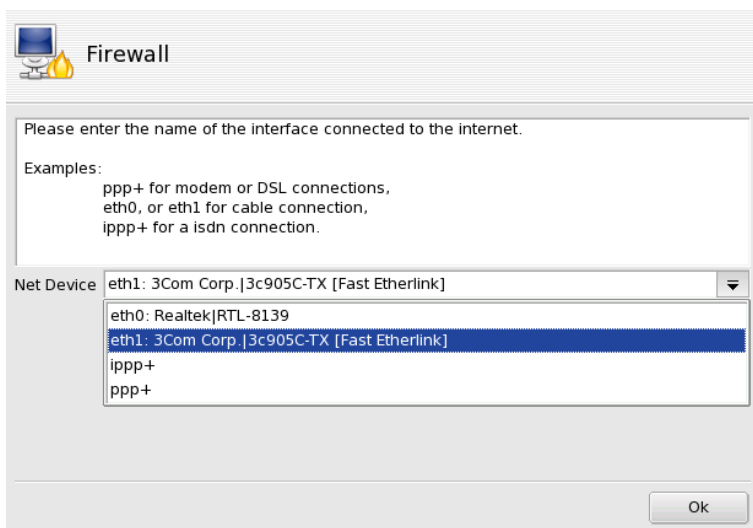 Firewall
Please enter the name of the interface connected to the internet.
Examples:
ppp+ for modem or DSL connections,
eth0, or eth1 for cable connection,
ippp+ for a isdn connection.
Net Device eth1: 3Com Corp.|3c905C-TX [Fast Etherlink]
eth0: Realtek|RTL-8139
eth1: 3Com Corp.|3c905C-TX [Fast Etherlink]
ippp+
ppp+
Ok